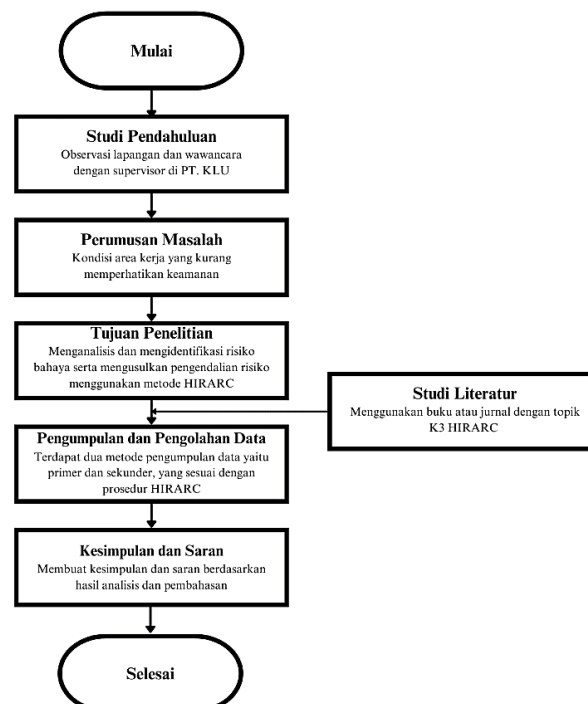 Mulai
Studi Pendahuluan
Observasi lapangan dan wawancara
dengan supervisor di PT. KLU
Perumusan Masalah
Kondisi area kerja yang kurang
memperhatikan keamanan
Tujuan Penelitian
Menganalisis dan mengidentifikasi risiko
bahaya serta mengusulkan pengendalian risiko
menggunakan metode HIRARC
Studi Literatur
Menggunakan buku atau jurnal dengan topik
K3 HIRARC
Pengumpulan dan Pengolahan Data
Terdapat dua metode pengumpulan data yaitu
primer dan sekunder, yang sesuai dengan
prosedur HIRARC
Kesimpulan dan Saran
Membuat kesimpulan dan saran berdasarkan
hasil analisis dan pembahasan
Selesai